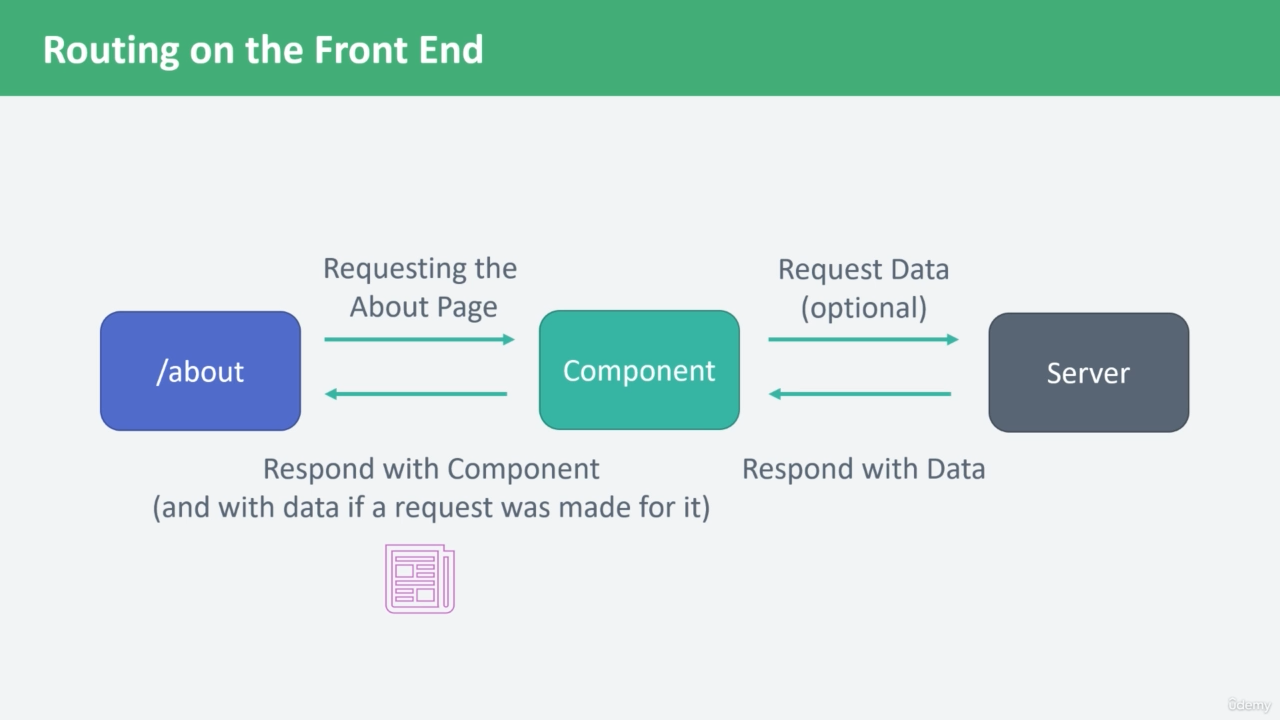 Routing on the Front End
Requesting the
About Page
Request Data
(optional)
/about
Component
Server
Respond with Component
(and with data if a request was made for it)
Respond with Data
ûdemy